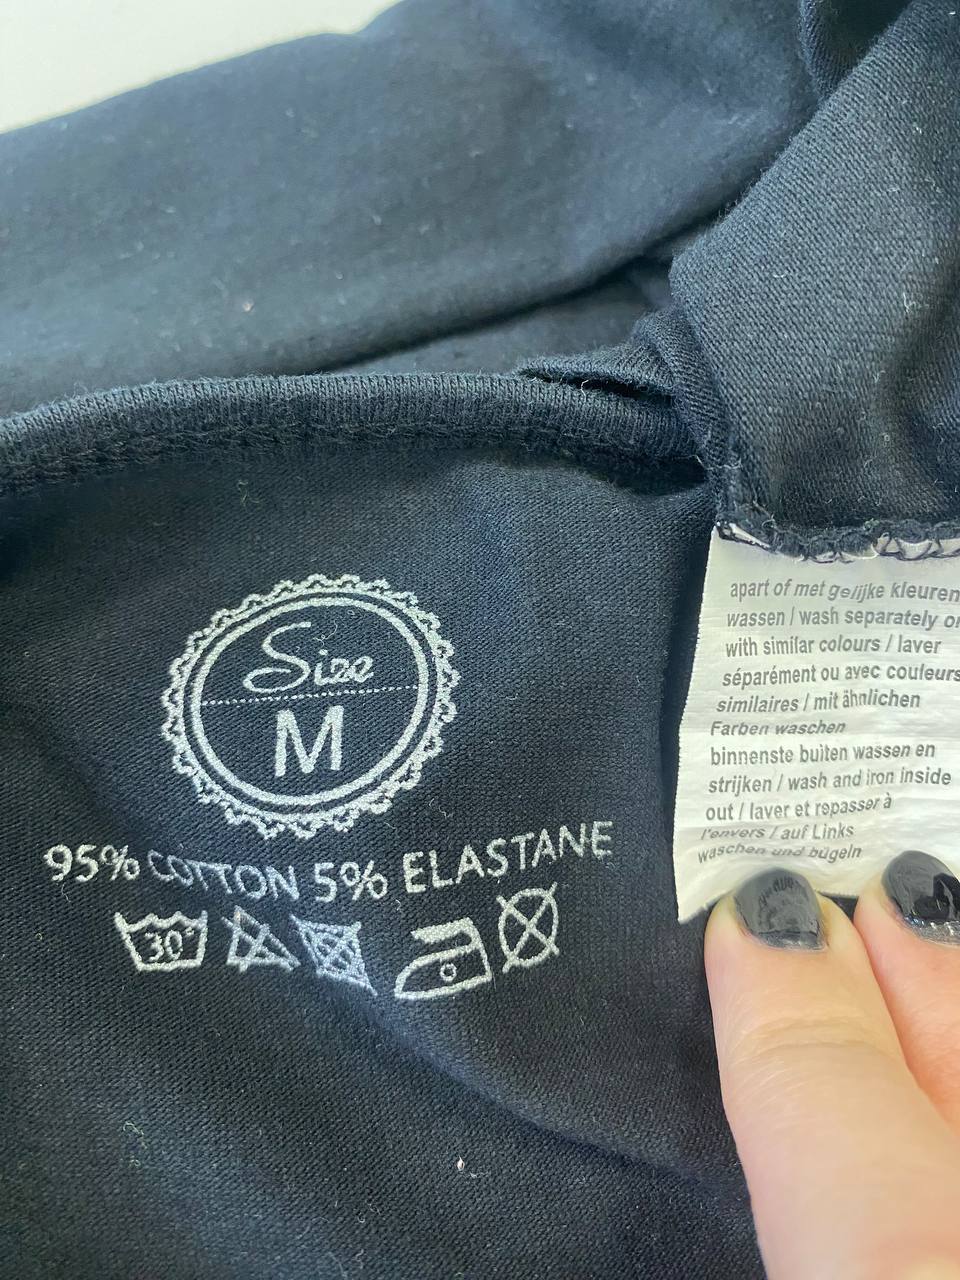 Size
M
95% COTTON 5% ELASTANE
30°
apart of met gelijke kleuren
wassen / wash separately or
with similar colours / laver
séparément ou avec couleurs
similaires / mit ähnlichen
Farben waschen
binnenste buiten wassen en
strijken / wash and iron inside
out / laver et repasser à
l'envers / auf Links
waschen und bügeln